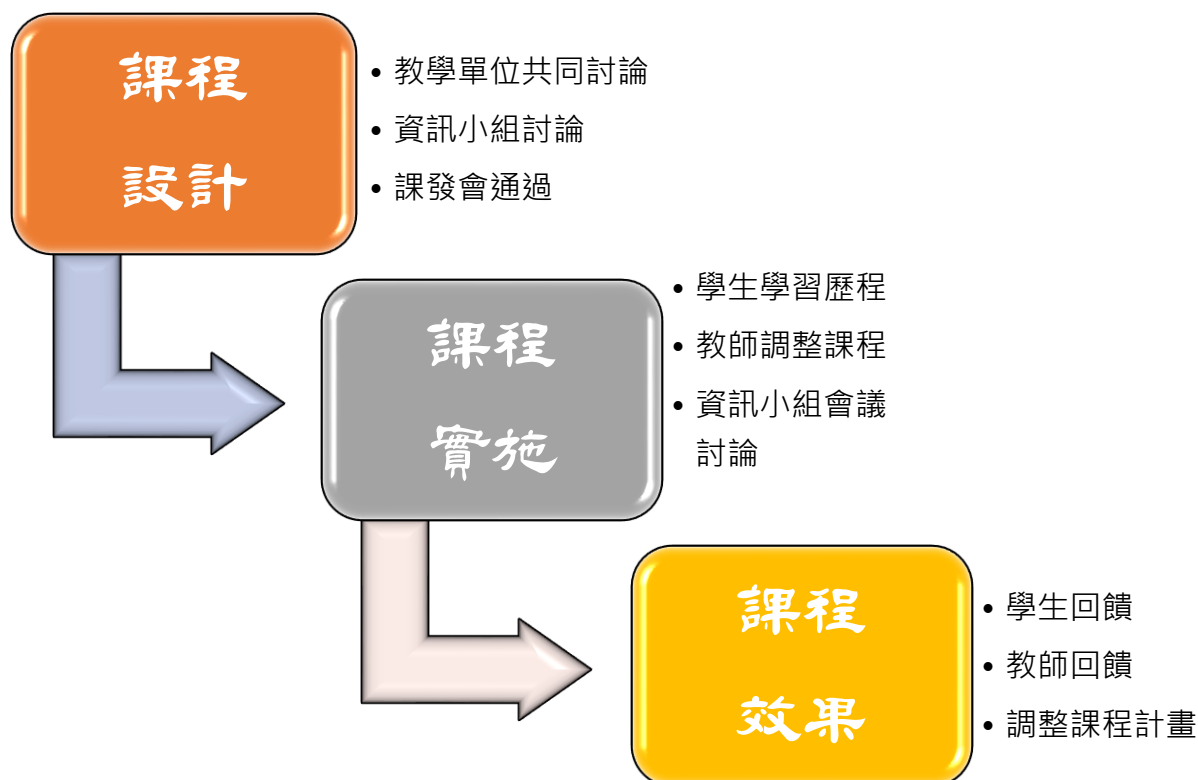 課程
設計
• 教學單位共同討論
• 資訊小組討論
• 課發會通過
課程
實施
• 學生學習歷程
• 教師調整課程
• 資訊小組會議
討論
課程
效果
• 學生回饋
• 教師回饋
• 調整課程計畫